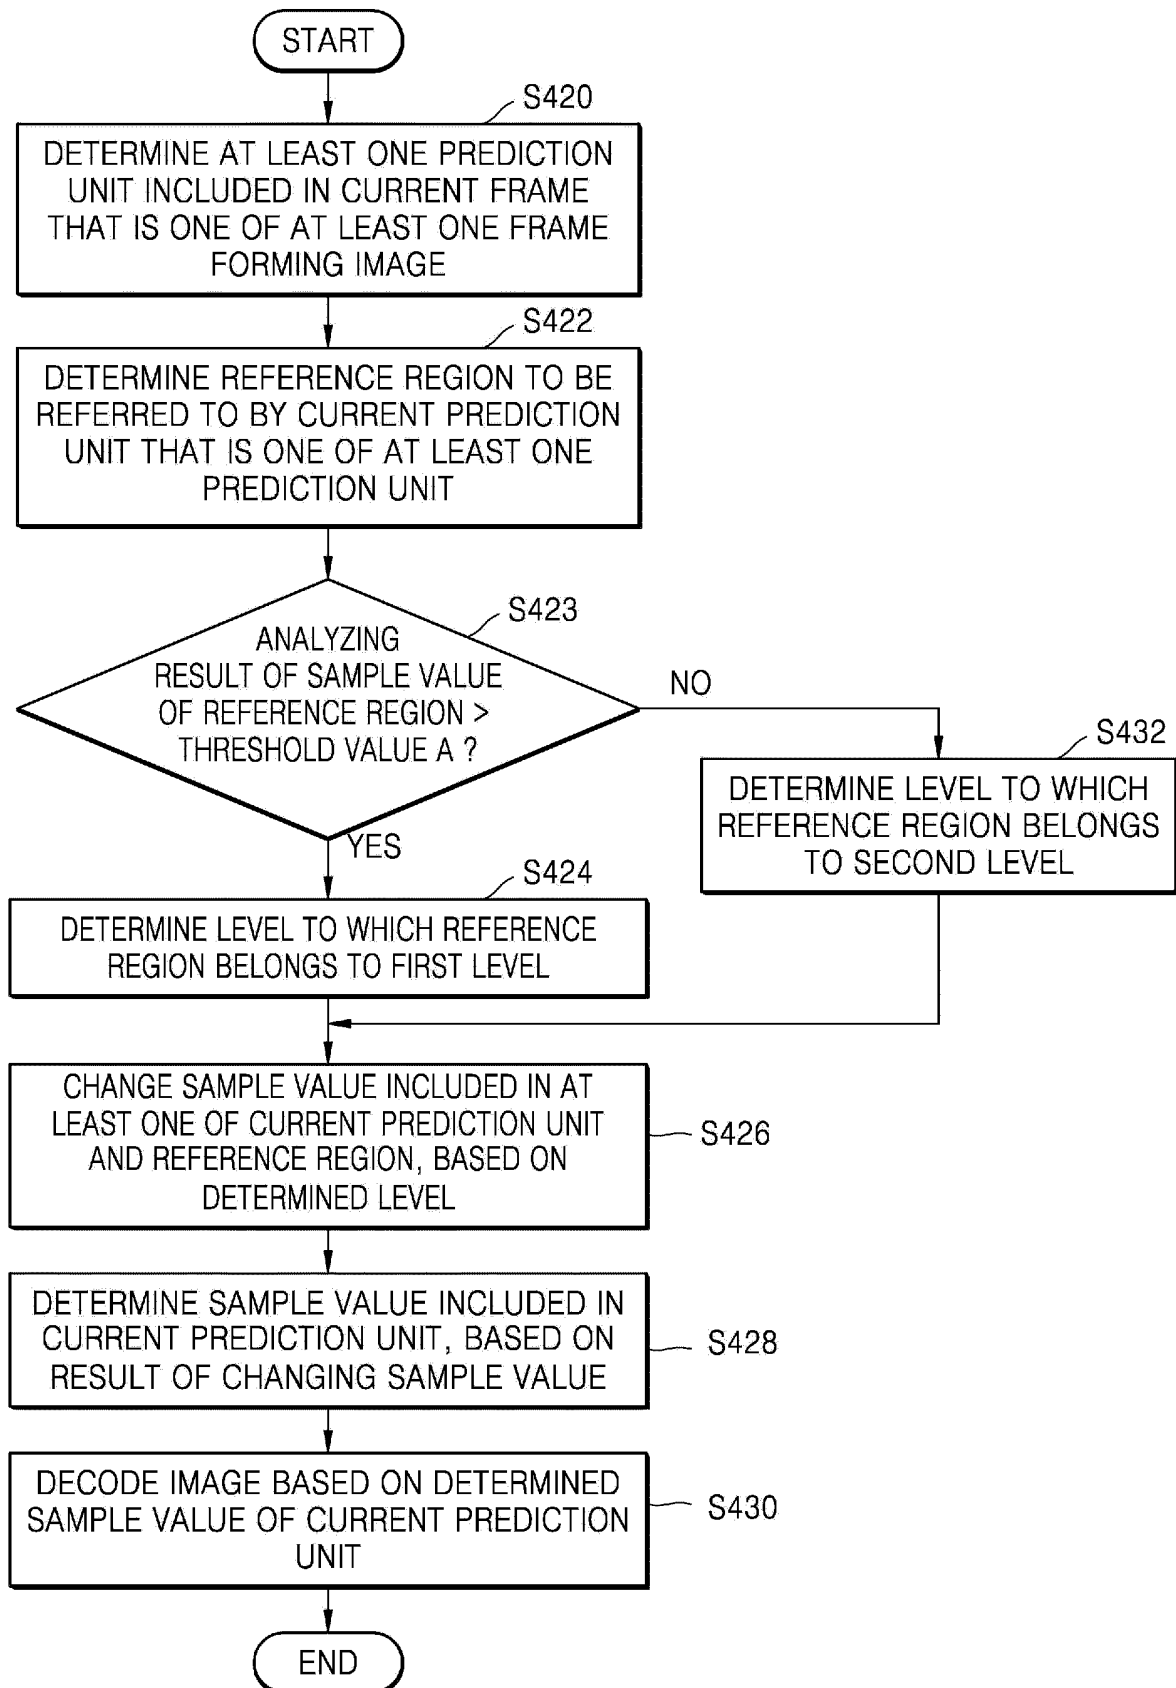 START
S420
DETERMINE AT LEAST ONE PREDICTION
UNIT INCLUDED IN CURRENT FRAME
THAT IS ONE OF AT LEAST ONE FRAME
FORMING IMAGE
S422
DETERMINE REFERENCE REGION TO BE
REFERRED TO BY CURRENT PREDICTION
UNIT THAT IS ONE OF AT LEAST ONE
PREDICTION UNIT
S423
ANALYZING
RESULT OF SAMPLE VALUE
OF REFERENCE REGION >
THRESHOLD VALUE A ?
NO
S432
DETERMINE LEVEL TO WHICH
REFERENCE REGION BELONGS
TO SECOND LEVEL
YES
S424
DETERMINE LEVEL TO WHICH REFERENCE
REGION BELONGS TO FIRST LEVEL
CHANGE SAMPLE VALUE INCLUDED IN AT
LEAST ONE OF CURRENT PREDICTION UNIT
AND REFERENCE REGION, BASED ON
DETERMINED LEVEL
S426
DETERMINE SAMPLE VALUE INCLUDED IN
CURRENT PREDICTION UNIT, BASED ON
RESULT OF CHANGING SAMPLE VALUE
S428
DECODE IMAGE BASED ON DETERMINED
SAMPLE VALUE OF CURRENT PREDICTION
UNIT
S430
END